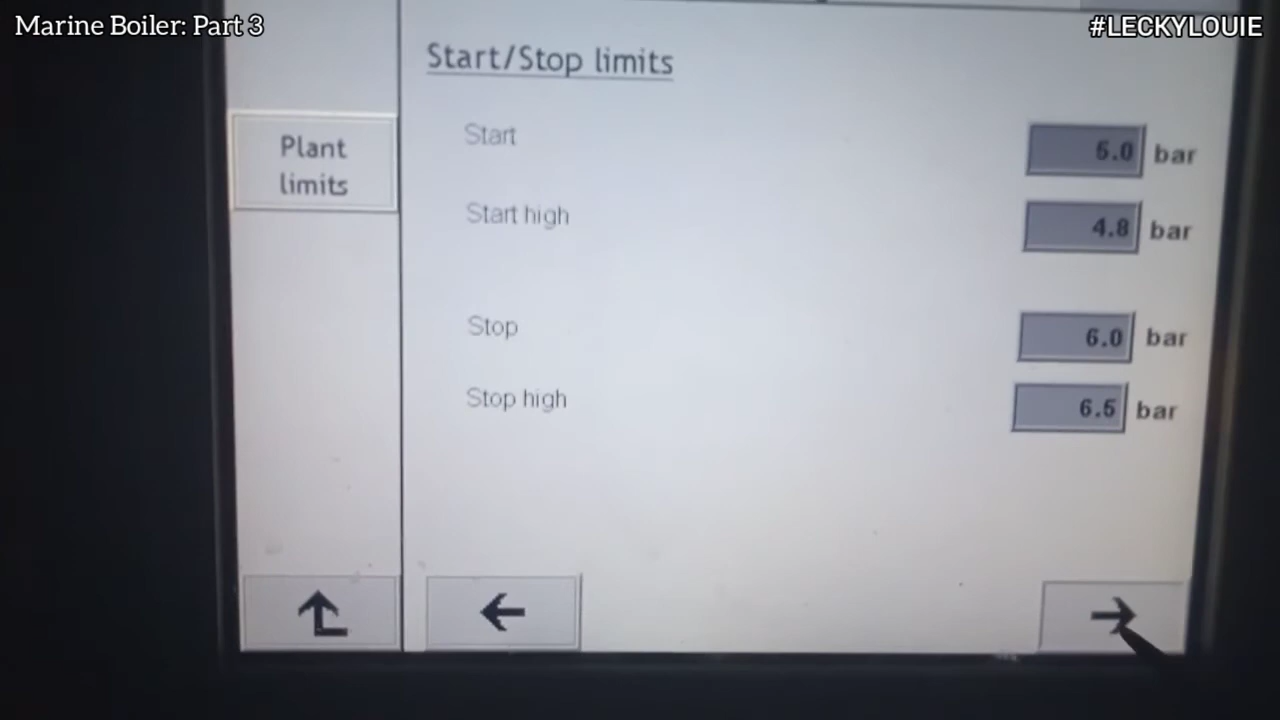 Marine Boiler: Part 3
#LECKYLOUIE
Start/Stop limits
Plant
limits
Start 5.0 bar
Start high 4.8 bar
Stop 6.0 bar
Stop high 6.5 bar